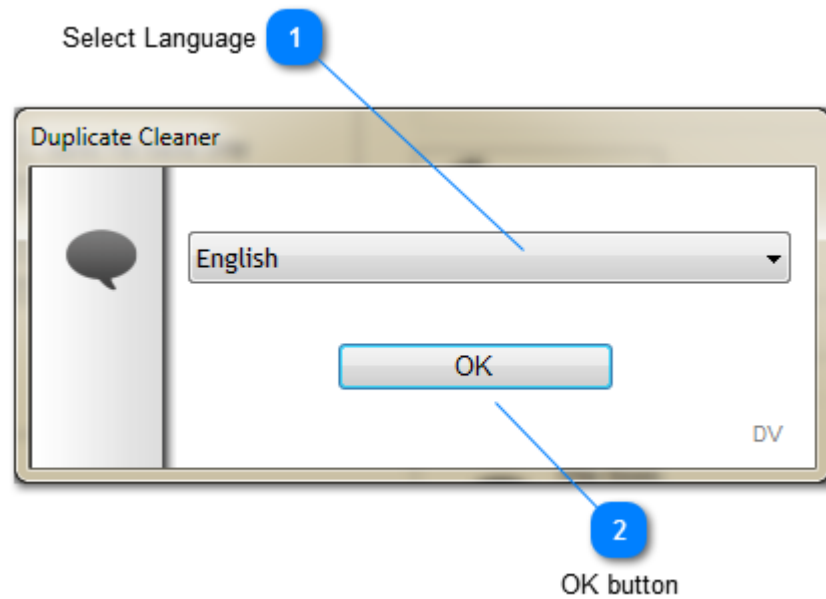 Select Language 1
Duplicate Cleaner
English
OK
DV
2
OK button